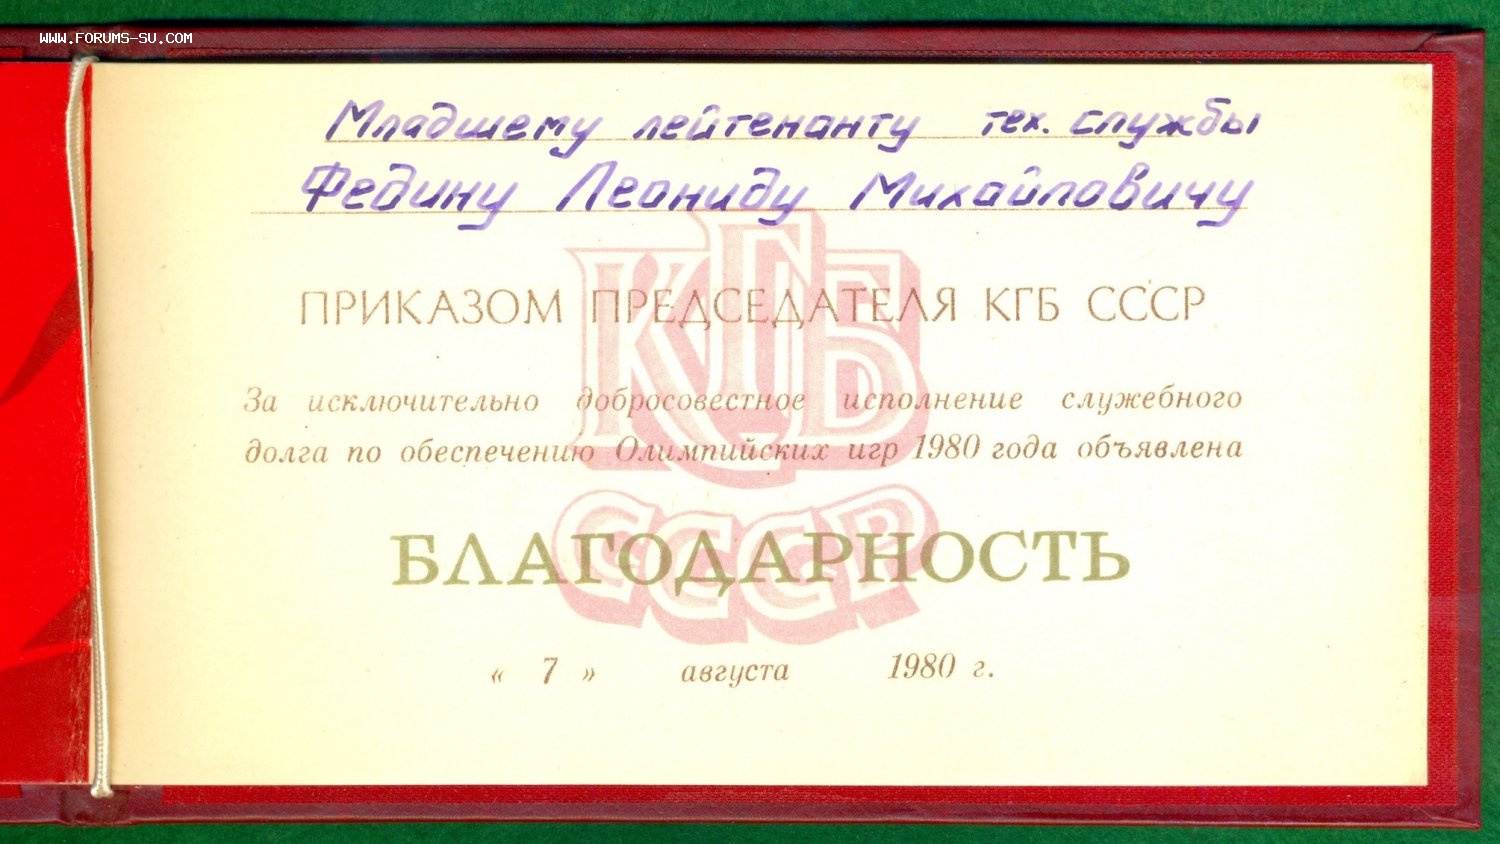 WWW.FORUMS-SU.COM
Младшему лейтенанту тех. службы
Федину Леониду Михайловичу
ПРИКАЗОМ ПРЕДСЕДАТЕЛЯ КГБ СССР
За исключительно добросовестное исполнение служебного
долга по обеспечению Олимпийских игр 1980 года объявлена
БЛАГОДАРНОСТЬ
« 7 » августа 1980 г.
КГБ
СССР